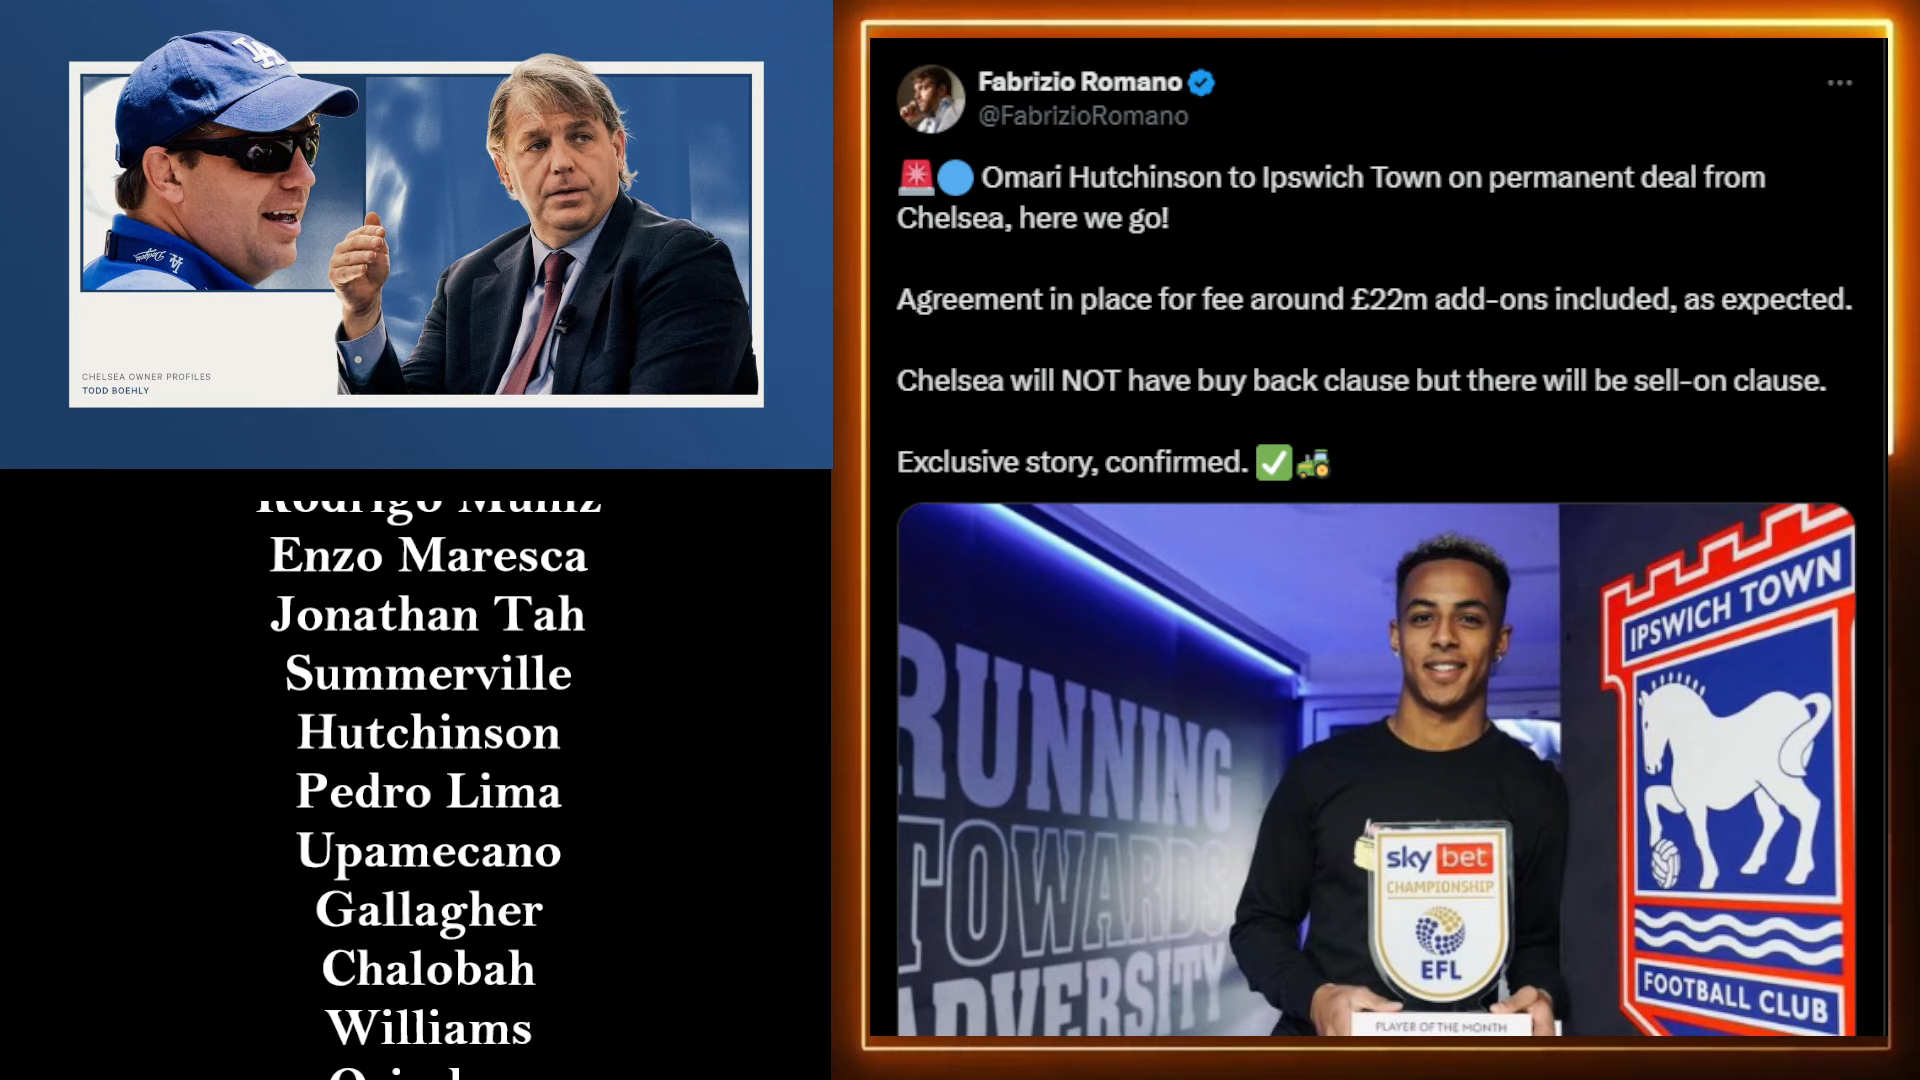 LA
CHELSEA OWNER PROFILES
TODD BOEHLY
Rodrigo Muniz
Enzo Maresca
Jonathan Tah
Summerville
Hutchinson
Pedro Lima
Upamecano
Gallagher
Chalobah
Williams
Fabrizio Romano
@FabrizioRomano
Omari Hutchinson to Ipswich Town on permanent deal from
Chelsea, here we go!
Agreement in place for fee around £22m add-ons included, as expected.
Chelsea will NOT have buy back clause but there will be sell-on clause.
Exclusive story, confirmed.
RUNNING
TOWARDS
ADVERSITY
sky bet
CHAMPIONSHIP
EFL
PLAYER OF THE MONTH
IPSWICH TOWN
FOOTBALL CLUB